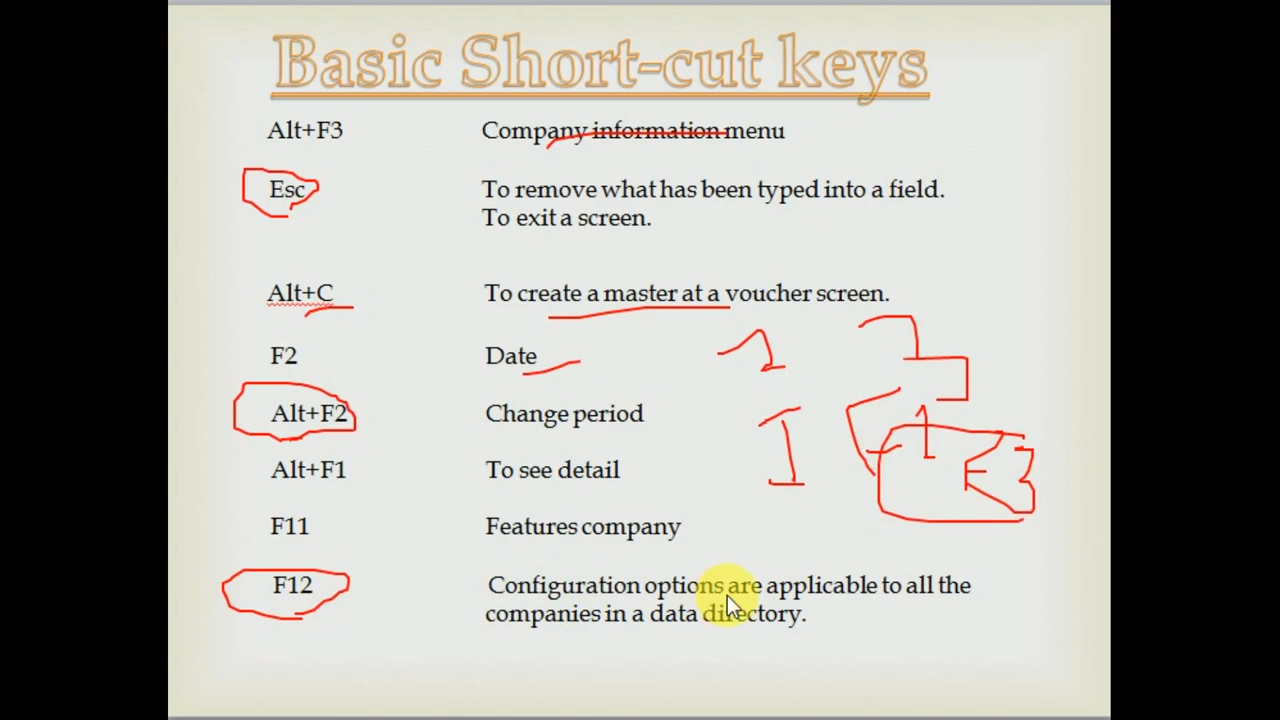 Basic Short-cut keys
Alt+F3 Company information menu
Esc To remove what has been typed into a field.
To exit a screen.
Alt+C To create a master at a voucher screen.
F2 Date
Alt+F2 Change period
Alt+F1 To see detail
F11 Features company
F12 Configuration options are applicable to all the
companies in a data directory.